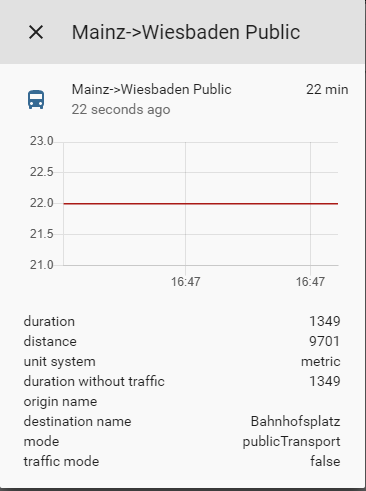 Mainz->Wiesbaden Public
Mainz->Wiesbaden Public 22 min
22 seconds ago
23.0
22.5
22.0
21.5
21.0
16:47 16:47
duration 1349
distance 9701
unit system metric
duration without traffic 1349
origin name
destination name Bahnhofsplatz
mode publicTransport
traffic mode false